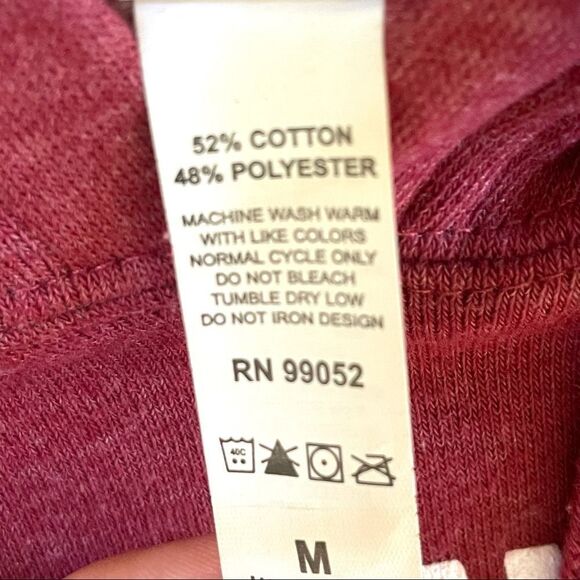 52% COTTON
48% POLYESTER
MACHINE WASH WARM
WITH LIKE COLORS
NORMAL CYCLE ONLY
DO NOT BLEACH
TUMBLE DRY LOW
DO NOT IRON DESIGN
RN 99052
40C
M